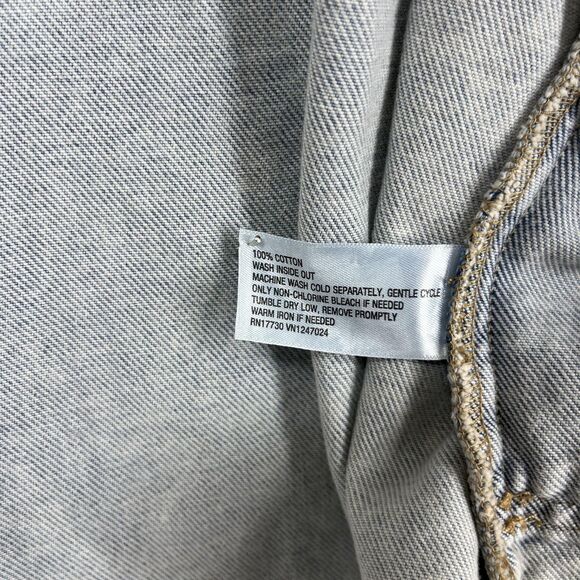 100% COTTON
WASH INSIDE OUT
MACHINE WASH COLD SEPARATELY, GENTLE CYCLE
ONLY NON-CHLORINE BLEACH IF NEEDED
TUMBLE DRY LOW, REMOVE PROMPTLY
WARM IRON IF NEEDED
RN17730 VN1247024